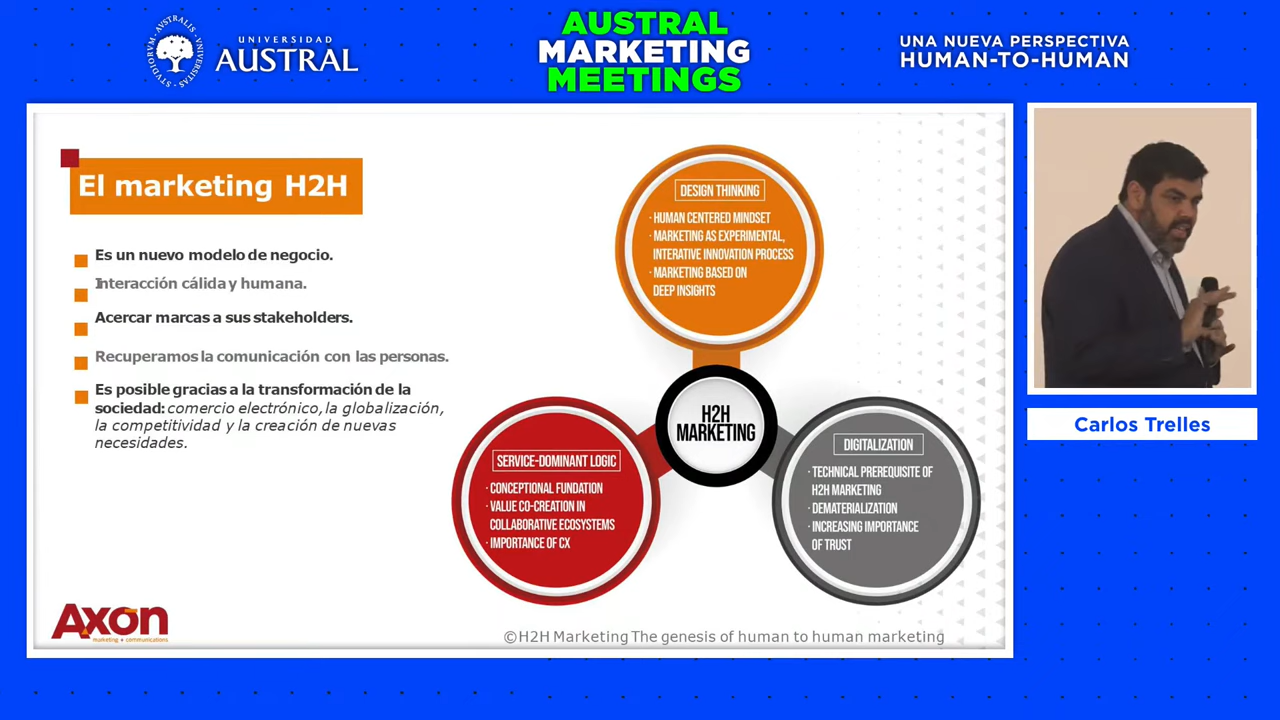 STUDIORVM · AVSTRALIS · VNIVERSITAS
UNIVERSIDAD
AUSTRAL
AUSTRAL
MARKETING
MEETINGS
UNA NUEVA PERSPECTIVA
HUMAN-TO-HUMAN
El marketing H2H
Es un nuevo modelo de negocio.
Interacción cálida y humana.
Acercar marcas a sus stakeholders.
Recuperamos la comunicación con las personas.
Es posible gracias a la transformación de la
sociedad: comercio electrónico, la globalización,
la competitividad y la creación de nuevas
necesidades.
DESIGN THINKING
· HUMAN CENTERED MINDSET
· MARKETING AS EXPERIMENTAL,
INTERATIVE INNOVATION PROCESS
· MARKETING BASED ON
DEEP INSIGHTS
H2H
MARKETING
SERVICE-DOMINANT LOGIC
· CONCEPTIONAL FUNDATION
· VALUE CO-CREATION IN
COLLABORATIVE ECOSYSTEMS
· IMPORTANCE OF CX
DIGITALIZATION
· TECHNICAL PREREQUISITE OF
H2H MARKETING
· DEMATERIALIZATION
· INCREASING IMPORTANCE
OF TRUST
Carlos Trelles
Axón
marketing + communications
©H2H Marketing The genesis of human to human marketing